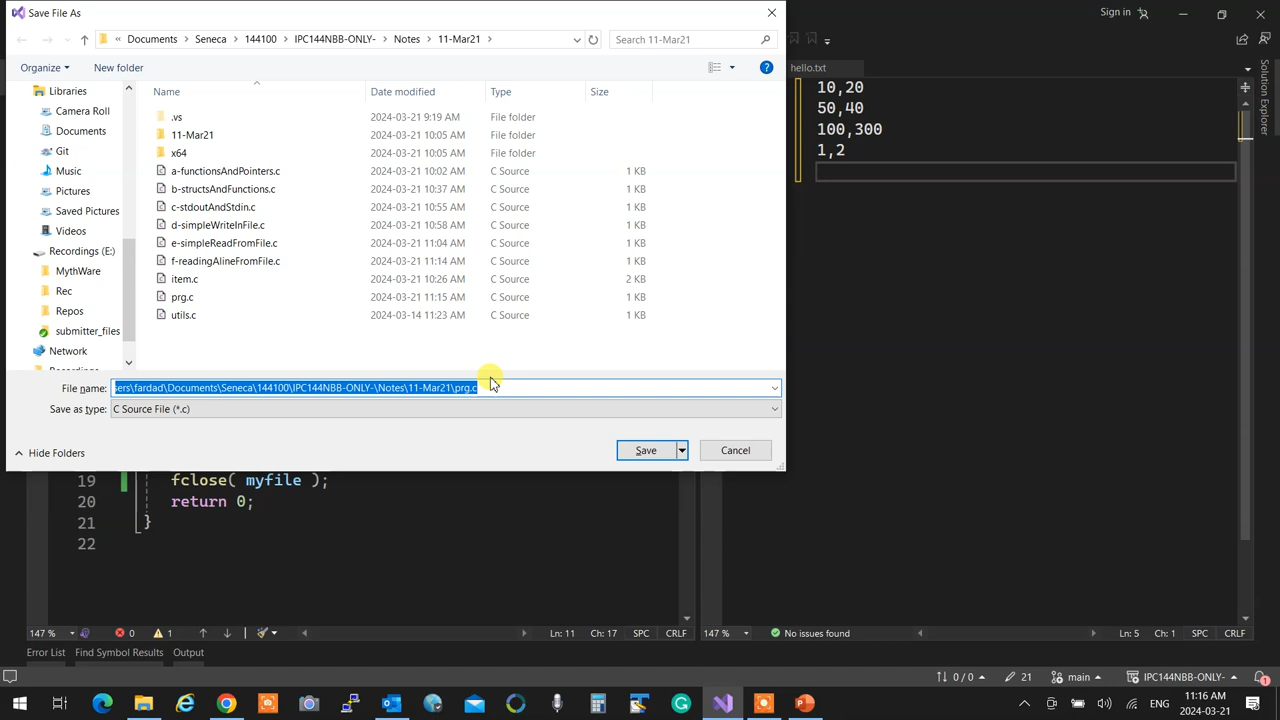 Save File As
Sign in
« Documents > Seneca > 144100 > IPC144NBB-ONLY- > Notes > 11-Mar21 >
Search 11-Mar21
Organize
New folder
hello.txt
Solution Explorer
Libraries
Camera Roll
Documents
Git
Music
Pictures
Saved Pictures
Videos
Recordings (E:)
MythWare
Rec
Repos
submitter_files
Network
Name Date modified Type Size
.vs 2024-03-21 9:19 AM File folder
11-Mar21 2024-03-21 10:05 AM File folder
x64 2024-03-21 10:05 AM File folder
a-functionsAndPointers.c 2024-03-21 10:02 AM C Source 1 KB
b-structsAndFunctions.c 2024-03-21 10:37 AM C Source 1 KB
c-stdoutAndStdin.c 2024-03-21 10:55 AM C Source 1 KB
d-simpleWriteInFile.c 2024-03-21 10:58 AM C Source 1 KB
e-simpleReadFromFile.c 2024-03-21 11:04 AM C Source 1 KB
f-readingAlineFromFile.c 2024-03-21 11:14 AM C Source 1 KB
item.c 2024-03-21 10:26 AM C Source 2 KB
prg.c 2024-03-21 11:15 AM C Source 1 KB
utils.c 2024-03-14 11:23 AM C Source 1 KB
File name: sers\fardad\Documents\Seneca\144100\IPC144NBB-ONLY-\Notes\11-Mar21\prg.c
Save as type: C Source File (*.c)
Hide Folders
Save
Cancel
10,20
50,40
100,300
1,2
19 fclose( myfile );
20 return 0;
21 }
22
147 % 0 1 Ln: 11 Ch: 17 SPC CRLF
147 % No issues found Ln: 5 Ch: 1 SPC CRLF
Error List Find Symbol Results Output
0 / 0 21 main IPC144NBB-ONLY- 1
ENG
11:16 AM
2024-03-21